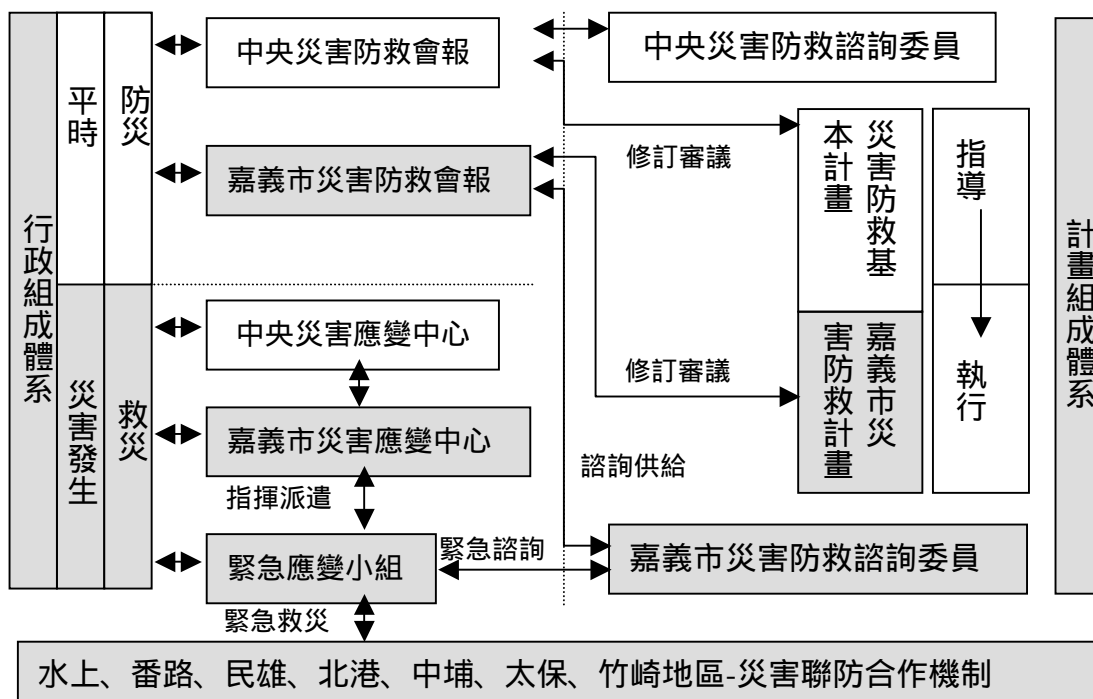 行政組成體系
平時
防災
災害發生
救災
中央災害防救會報
嘉義市災害防救會報
中央災害應變中心
嘉義市災害應變中心
指揮派遣
緊急應變小組
緊急救災
緊急諮詢
中央災害防救諮詢委員
修訂審議
災害防救基
本計畫
指導
修訂審議
嘉義市災
害防救計畫
執行
諮詢供給
嘉義市災害防救諮詢委員
計畫組成體系
水上、番路、民雄、北港、中埔、太保、竹崎地區-災害聯防合作機制